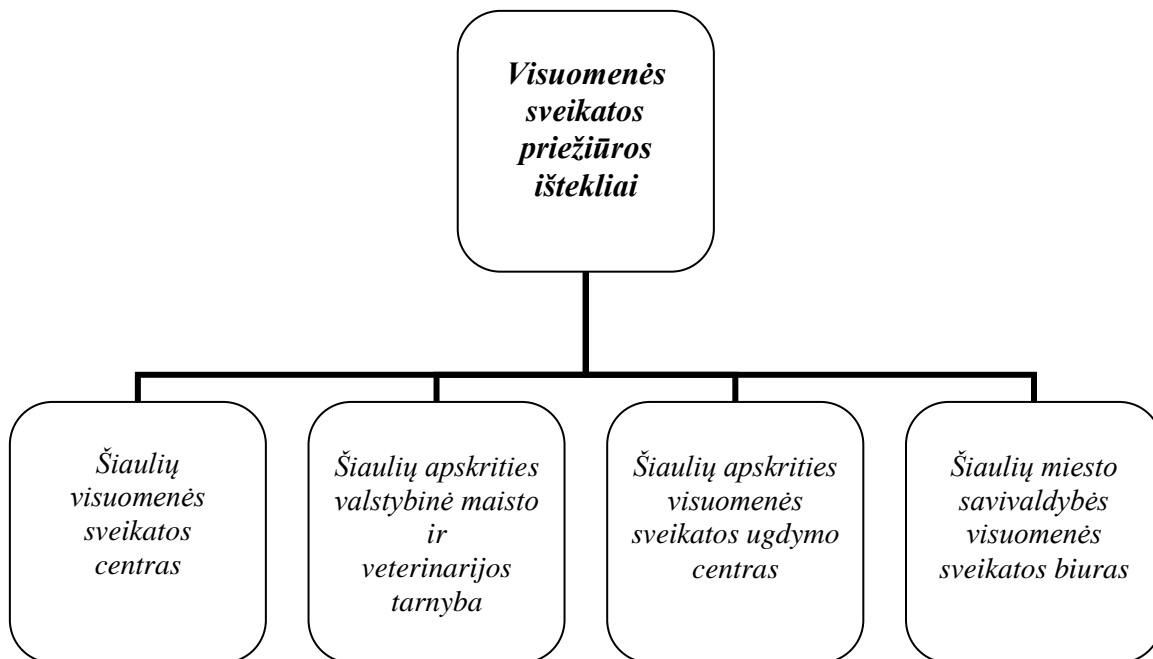 Visuomenės
sveikatos
priežiūros
ištekliai
Šiaulių
visuomenės
sveikatos
centras
Šiaulių apskrities
valstybinė maisto
ir
veterinarijos
tarnyba
Šiaulių apskrities
visuomenės
sveikatos ugdymo
centras
Šiaulių miesto
savivaldybės
visuomenės
sveikatos biuras